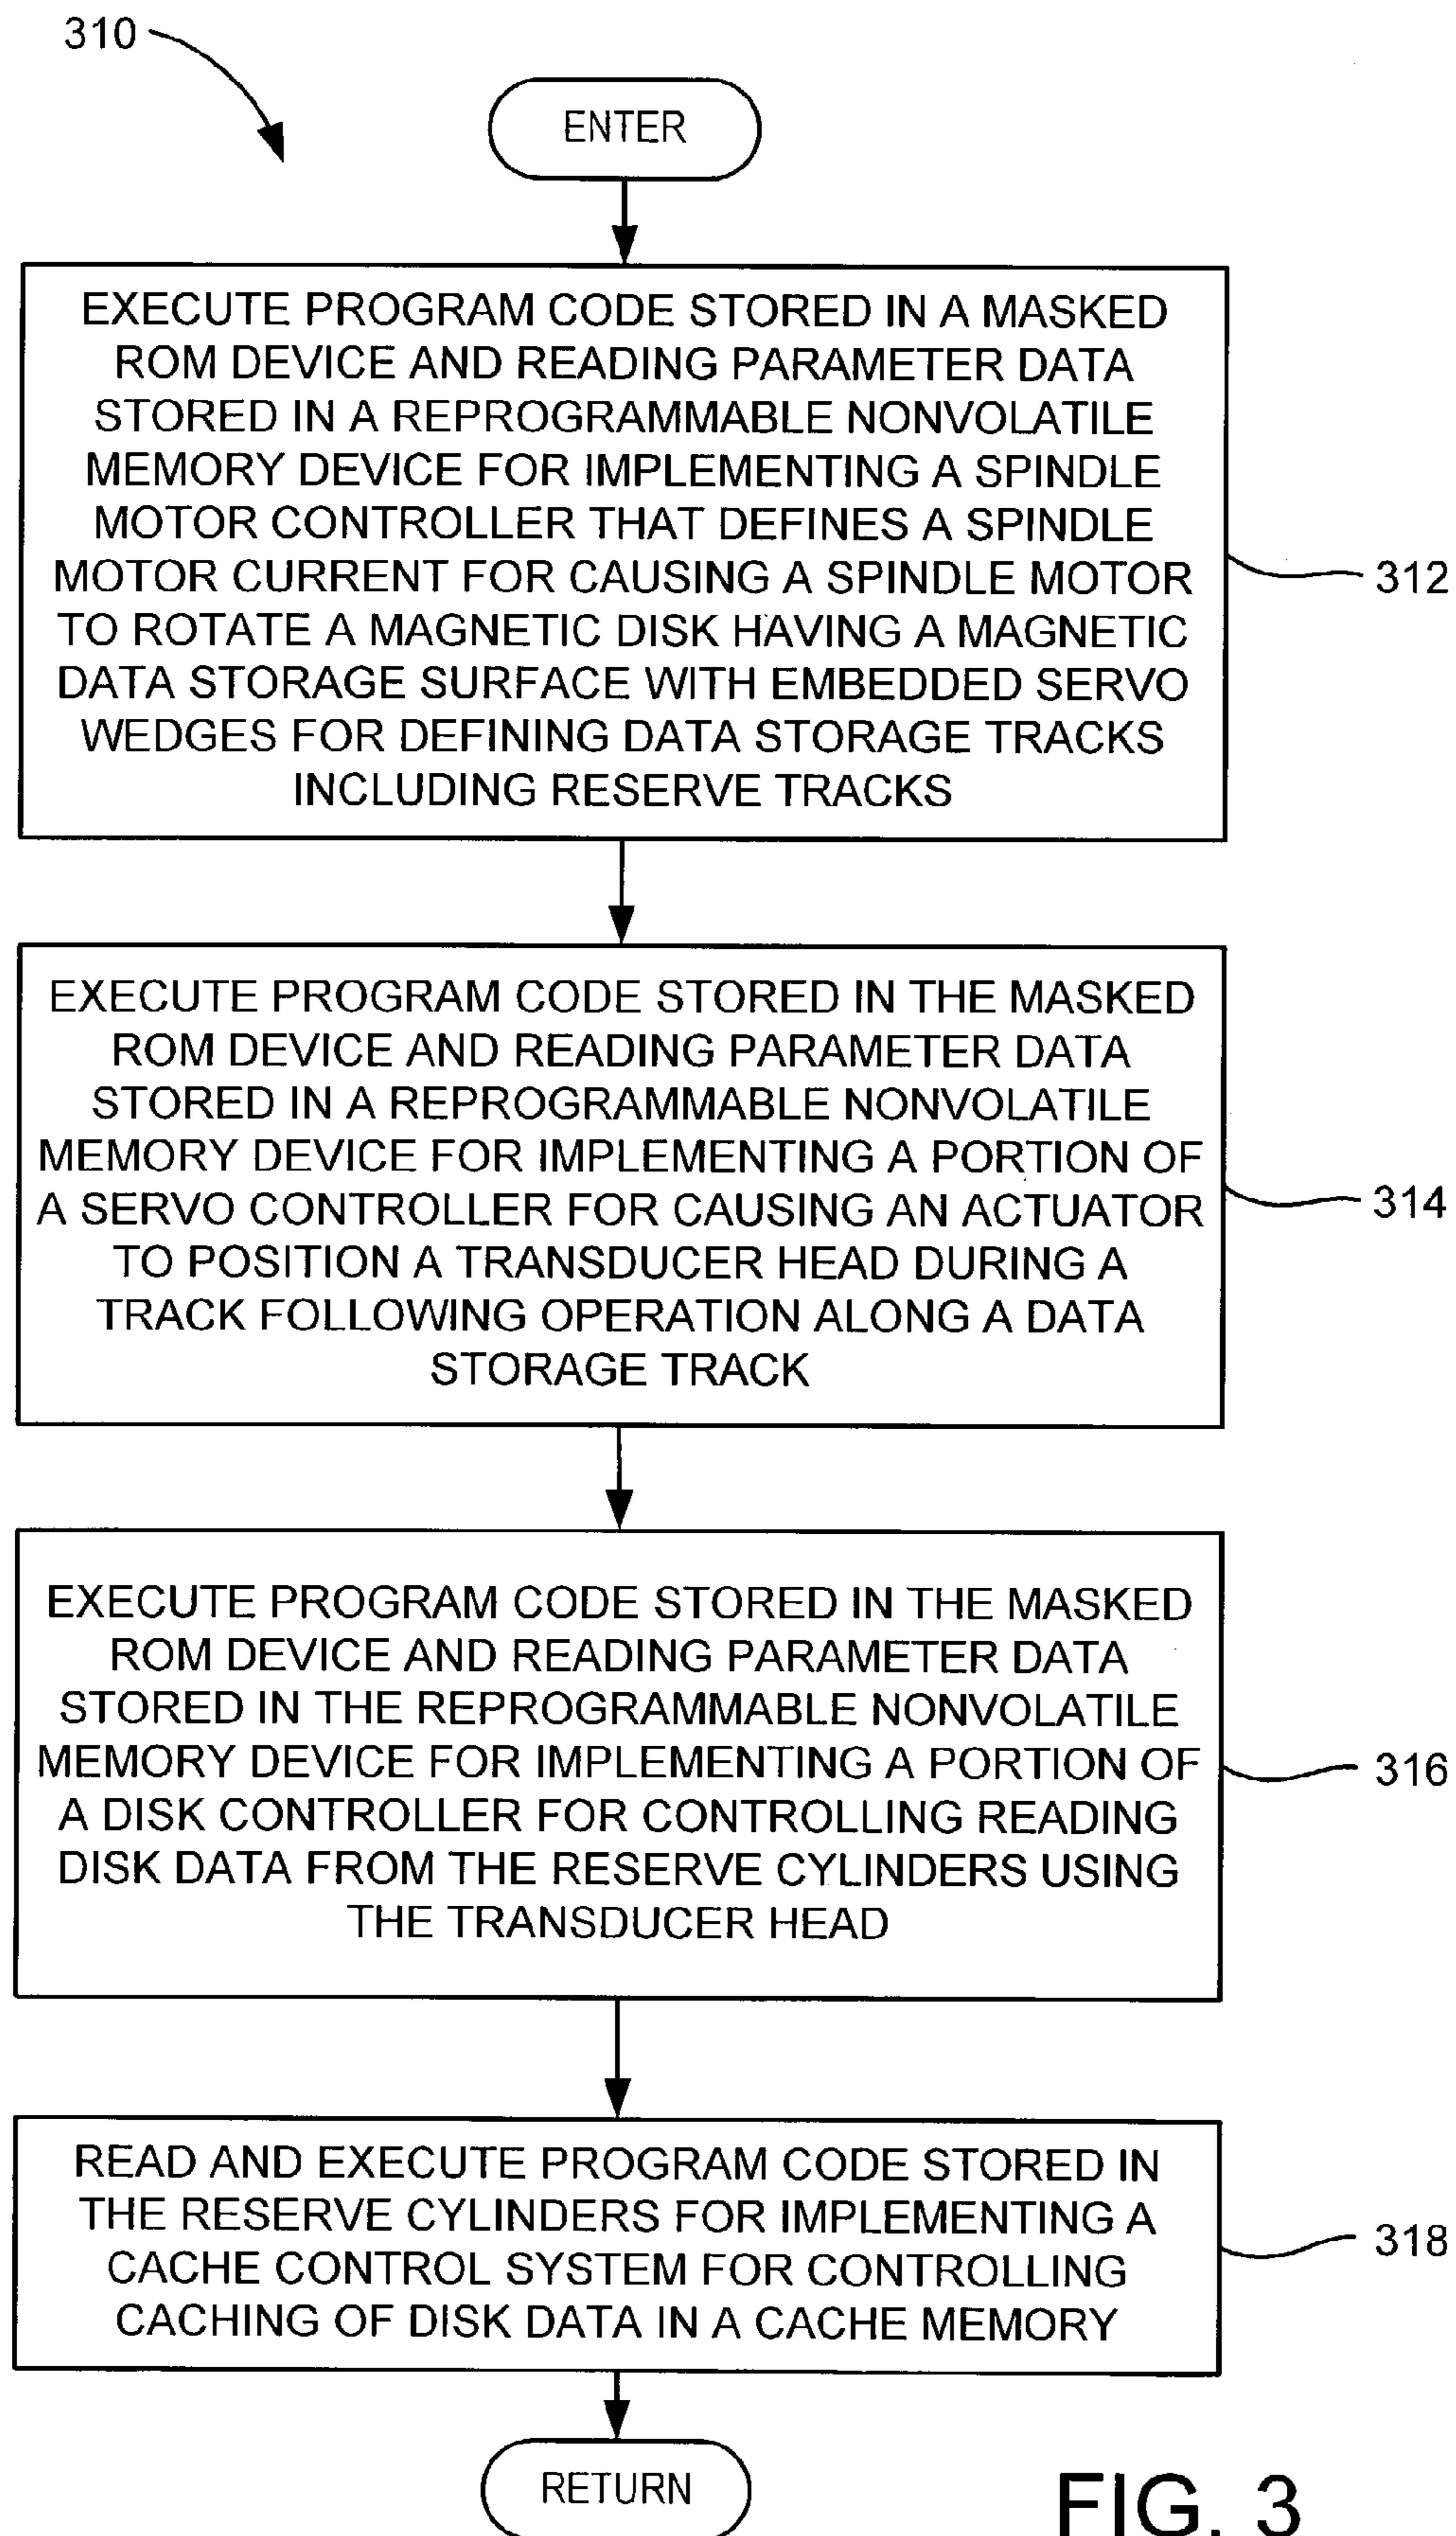 310
ENTER
EXECUTE PROGRAM CODE STORED IN A MASKED
ROM DEVICE AND READING PARAMETER DATA
STORED IN A REPROGRAMMABLE NONVOLATILE
MEMORY DEVICE FOR IMPLEMENTING A SPINDLE
MOTOR CONTROLLER THAT DEFINES A SPINDLE
MOTOR CURRENT FOR CAUSING A SPINDLE MOTOR
TO ROTATE A MAGNETIC DISK HAVING A MAGNETIC
DATA STORAGE SURFACE WITH EMBEDDED SERVO
WEDGES FOR DEFINING DATA STORAGE TRACKS
INCLUDING RESERVE TRACKS
312
EXECUTE PROGRAM CODE STORED IN THE MASKED
ROM DEVICE AND READING PARAMETER DATA
STORED IN A REPROGRAMMABLE NONVOLATILE
MEMORY DEVICE FOR IMPLEMENTING A PORTION OF
A SERVO CONTROLLER FOR CAUSING AN ACTUATOR
TO POSITION A TRANSDUCER HEAD DURING A
TRACK FOLLOWING OPERATION ALONG A DATA
STORAGE TRACK
314
EXECUTE PROGRAM CODE STORED IN THE MASKED
ROM DEVICE AND READING PARAMETER DATA
STORED IN THE REPROGRAMMABLE NONVOLATILE
MEMORY DEVICE FOR IMPLEMENTING A PORTION OF
A DISK CONTROLLER FOR CONTROLLING READING
DISK DATA FROM THE RESERVE CYLINDERS USING
THE TRANSDUCER HEAD
316
READ AND EXECUTE PROGRAM CODE STORED IN
THE RESERVE CYLINDERS FOR IMPLEMENTING A
CACHE CONTROL SYSTEM FOR CONTROLLING
CACHING OF DISK DATA IN A CACHE MEMORY
318
RETURN
FIG. 3